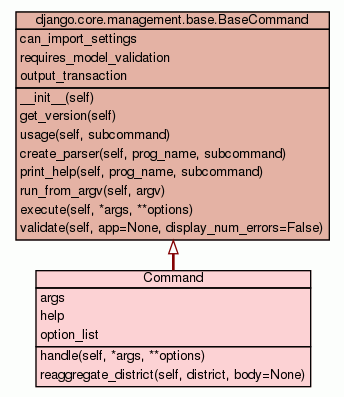 django.core.management.base.BaseCommand
can_import_settings
requires_model_validation
output_transaction
__init__(self)
get_version(self)
usage(self, subcommand)
create_parser(self, prog_name, subcommand)
print_help(self, prog_name, subcommand)
run_from_argv(self, argv)
execute(self, *args, **options)
validate(self, app=None, display_num_errors=False)
Command
args
help
option_list
handle(self, *args, **options)
reaggregate_district(self, district, body=None)